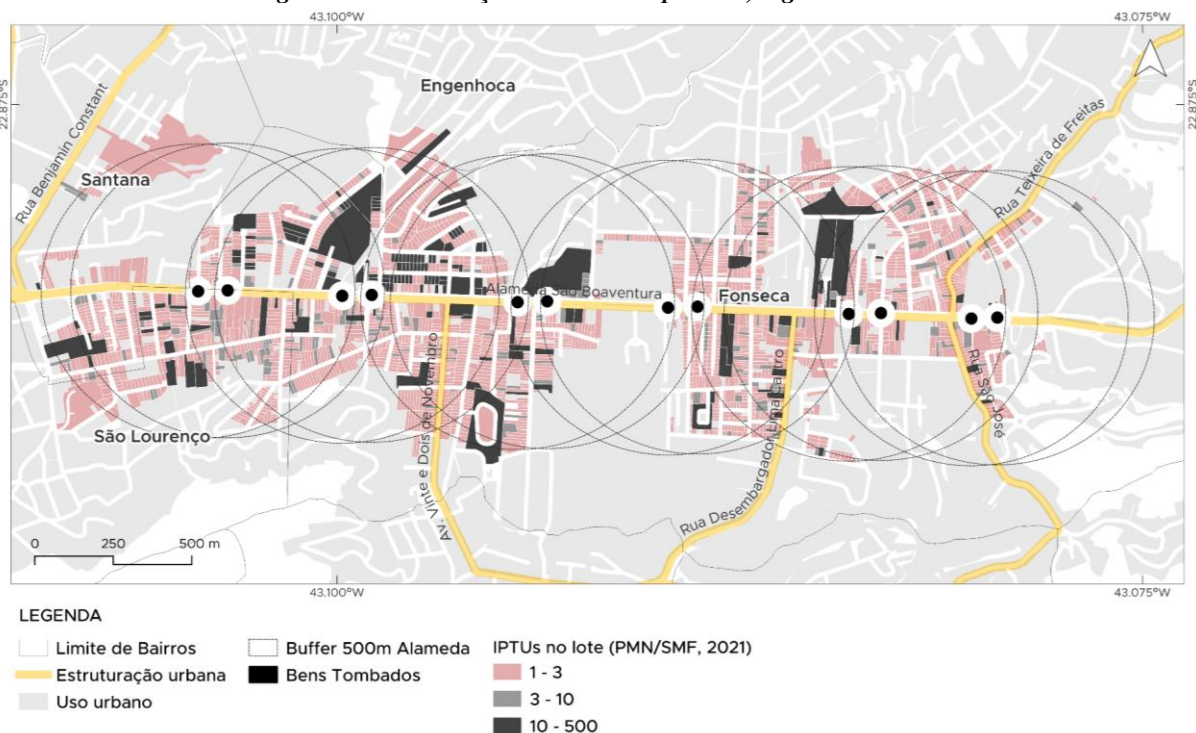 43.100°W
43.075°W
22.875°S
22.875°S
Engenhoca
Rua Benjamin Constant
Santana
Rua Teixeira de Freitas
Alameda São Boaventura
Fonseca
Av. Vinte e Dois de Novembro
Rua Desembargador Lima Castro
Rua São José
São Lourenço
0 250 500 m
43.100°W
43.075°W
LEGENDA
Limite de Bairros
Buffer 500m Alameda
IPTUs no lote (PMN/SMF, 2021)
Estruturação urbana
Bens Tombados
1 - 3
Uso urbano
3 - 10
10 - 500